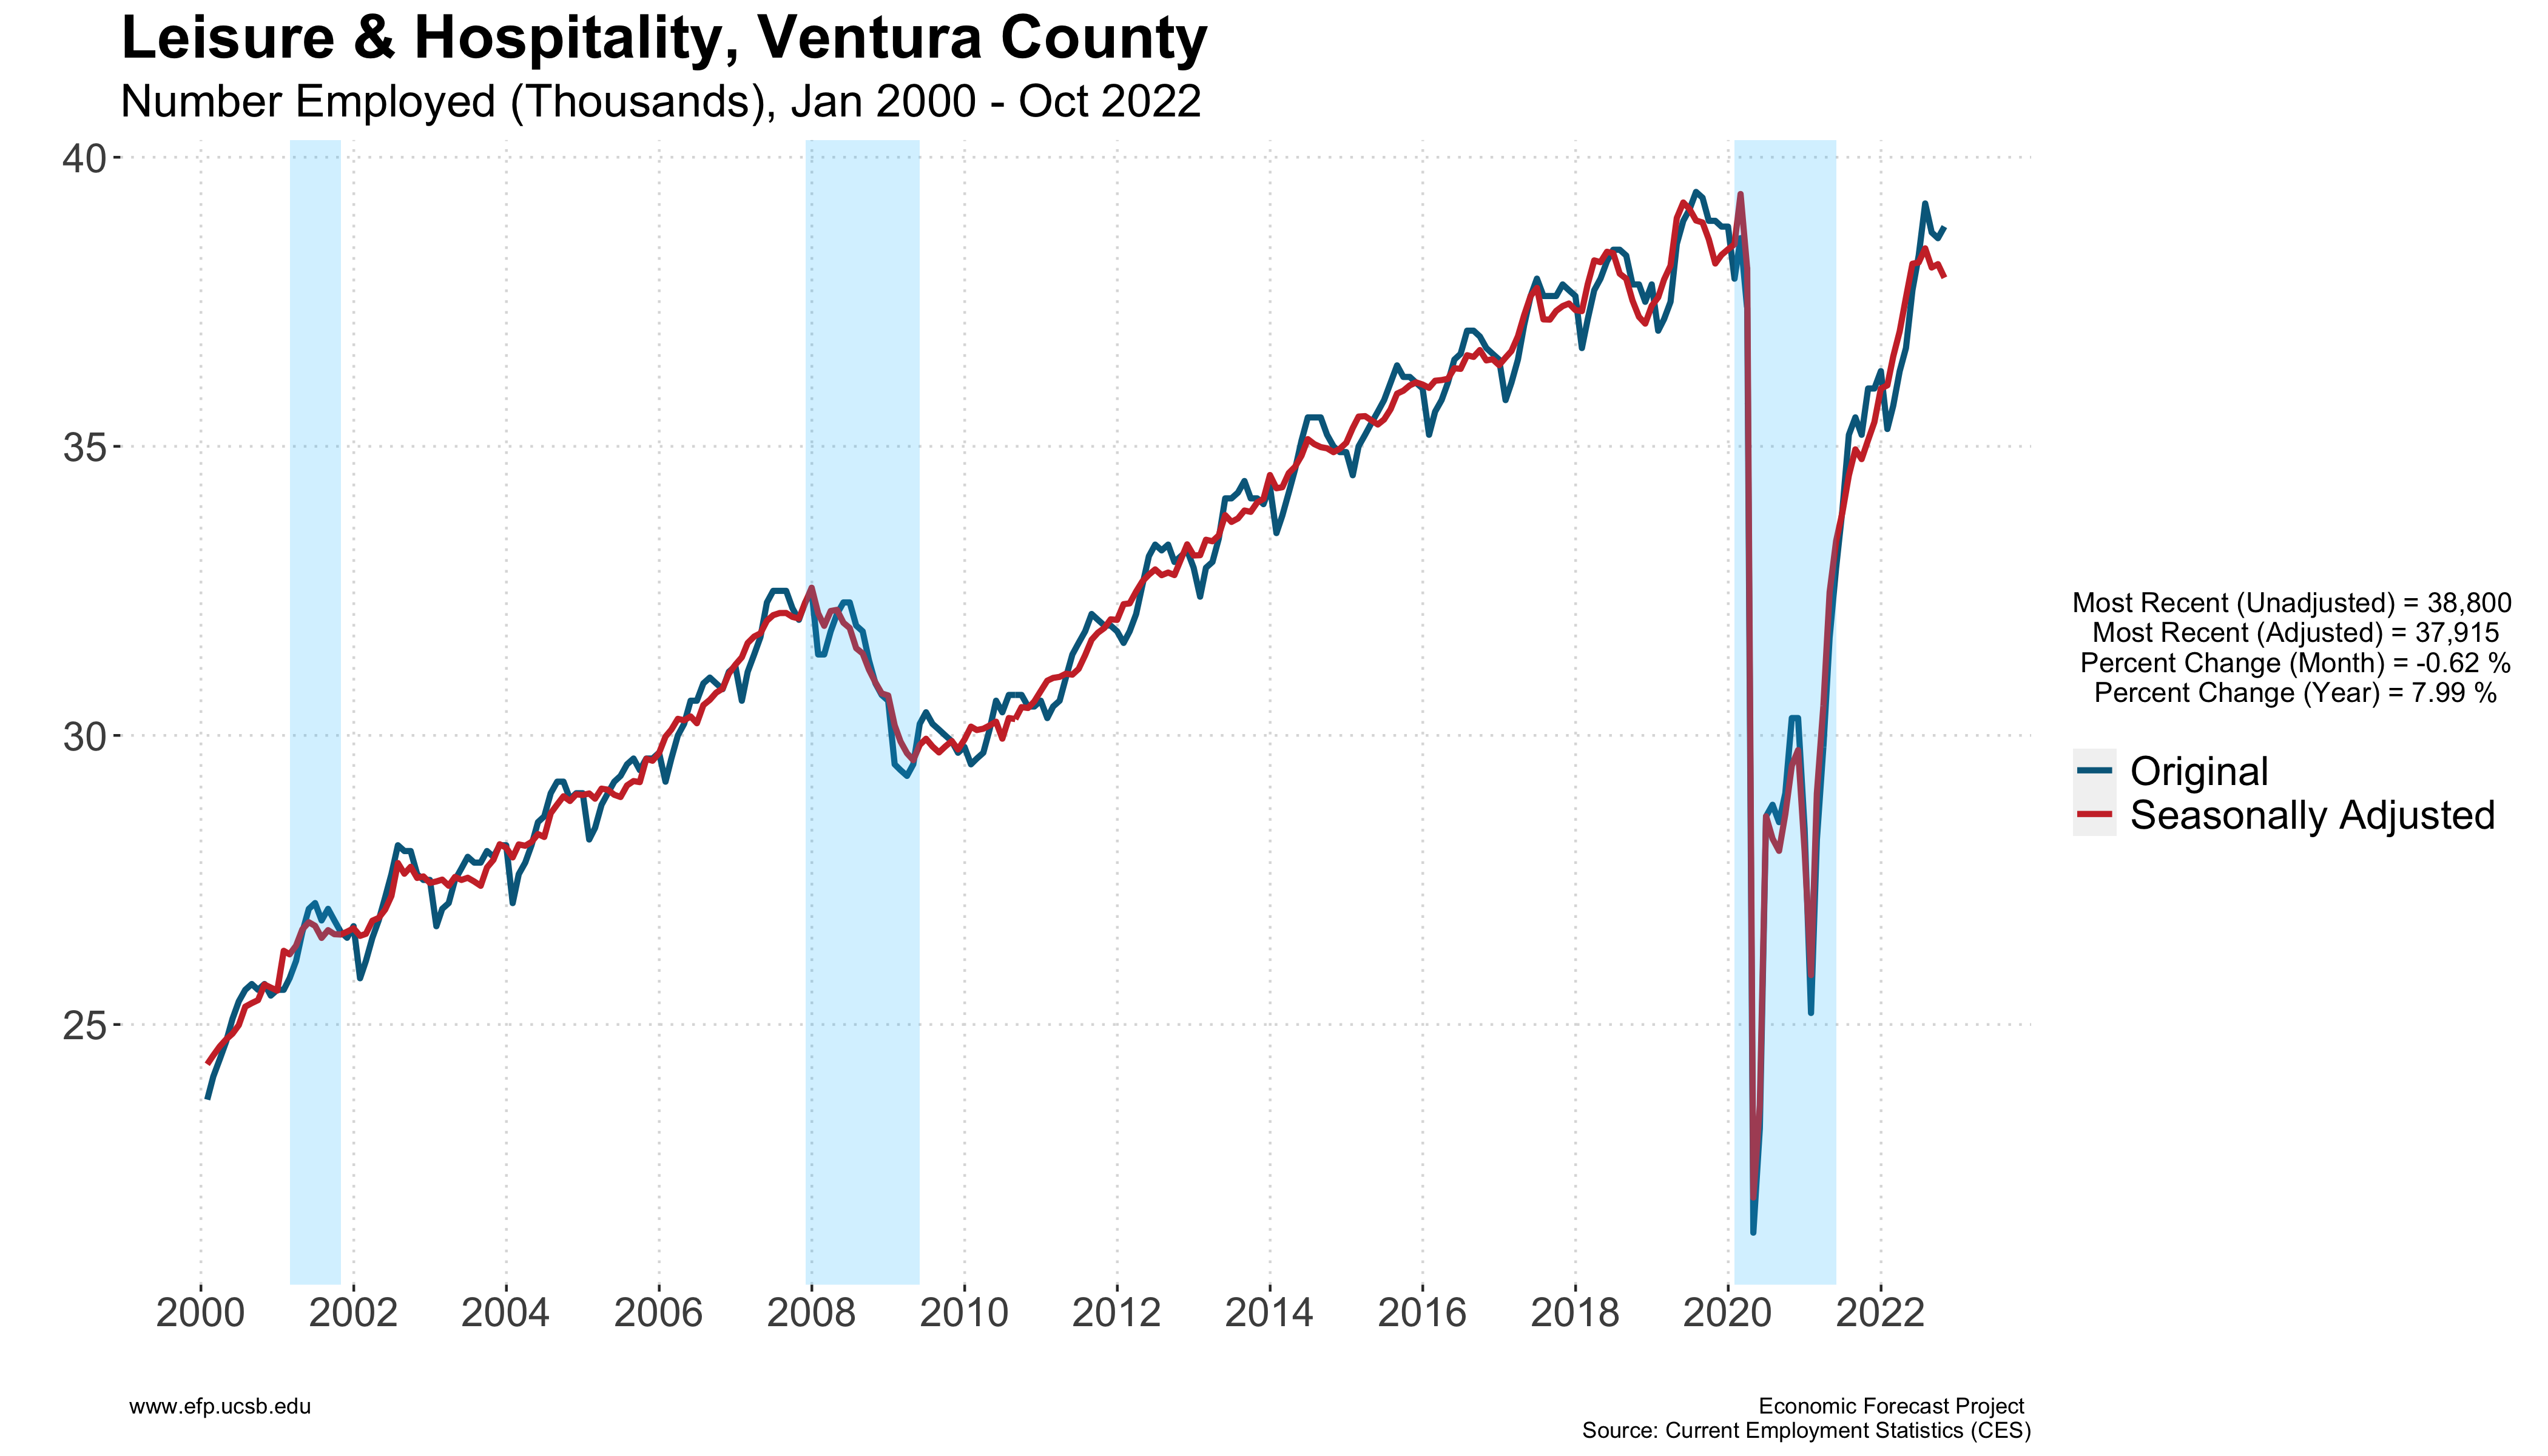 Leisure & Hospitality, Ventura County
Number Employed (Thousands), Jan 2000 - Oct 2022
40
35
30
25
2000 2002 2004 2006 2008 2010 2012 2014 2016 2018 2020 2022
Most Recent (Unadjusted) = 38,800
Most Recent (Adjusted) = 37,915
Percent Change (Month) = -0.62 %
Percent Change (Year) = 7.99 %
Original
Seasonally Adjusted
www.efp.ucsb.edu
Economic Forecast Project
Source: Current Employment Statistics (CES)